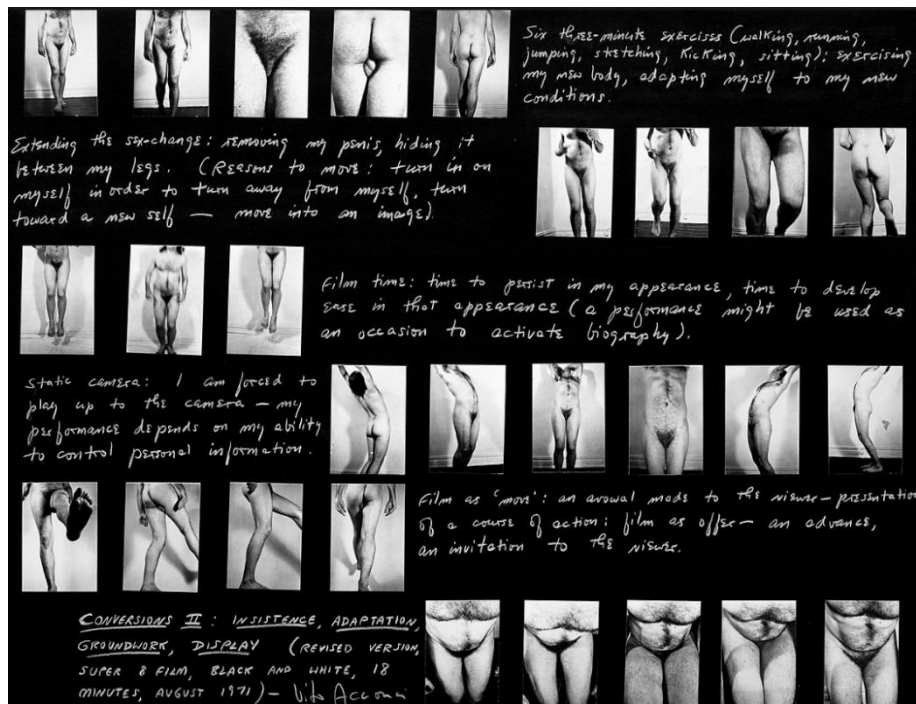 Six three-minute exercises (walking, running,
jumping, stretching, kicking, sitting): exercising
my new body, adapting myself to my new
conditions.
Extending the sex-change: removing my penis, hiding it
between my legs. (Reasons to move: turn in on
myself in order to turn away from myself, turn
toward a new self — move into an image).
Film time: time to persist in my appearance, time to develop
ease in that appearance (a performance might be used as
an occasion to activate biography).
Static camera: I am forced to
play up to the camera — my
performance depends on my ability
to control personal information.
Film as 'move': an avowal made to the viewer — presentation
of a course of action: film as offer — an advance,
an invitation to the viewer.
CONVERSIONS II: INSISTENCE, ADAPTATION,
GROUNDWORK, DISPLAY (REVISED VERSION,
SUPER 8 FILM, BLACK AND WHITE, 18
MINUTES, AUGUST 1971) — Vito Acconci